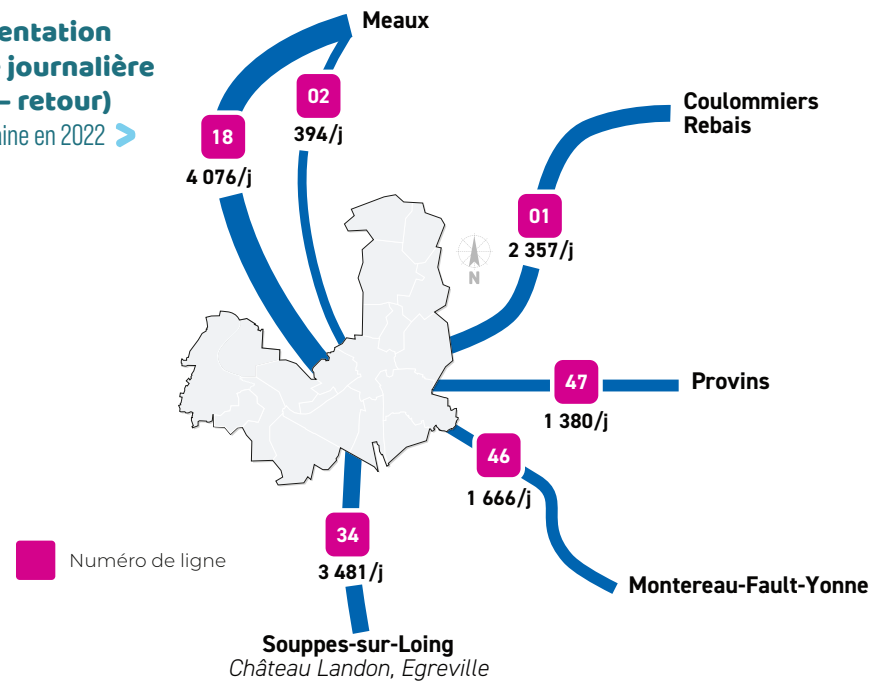 entation
journalière
– retour)
aine en 2022 >
Meaux
02
394/j
18
4 076/j
Coulommiers
Rebais
01
2 357/j
N
47
1 380/j
Provins
46
1 666/j
34
3 481/j
Montereau-Fault-Yonne
Numéro de ligne
Souppes-sur-Loing
Château Landon, Egreville